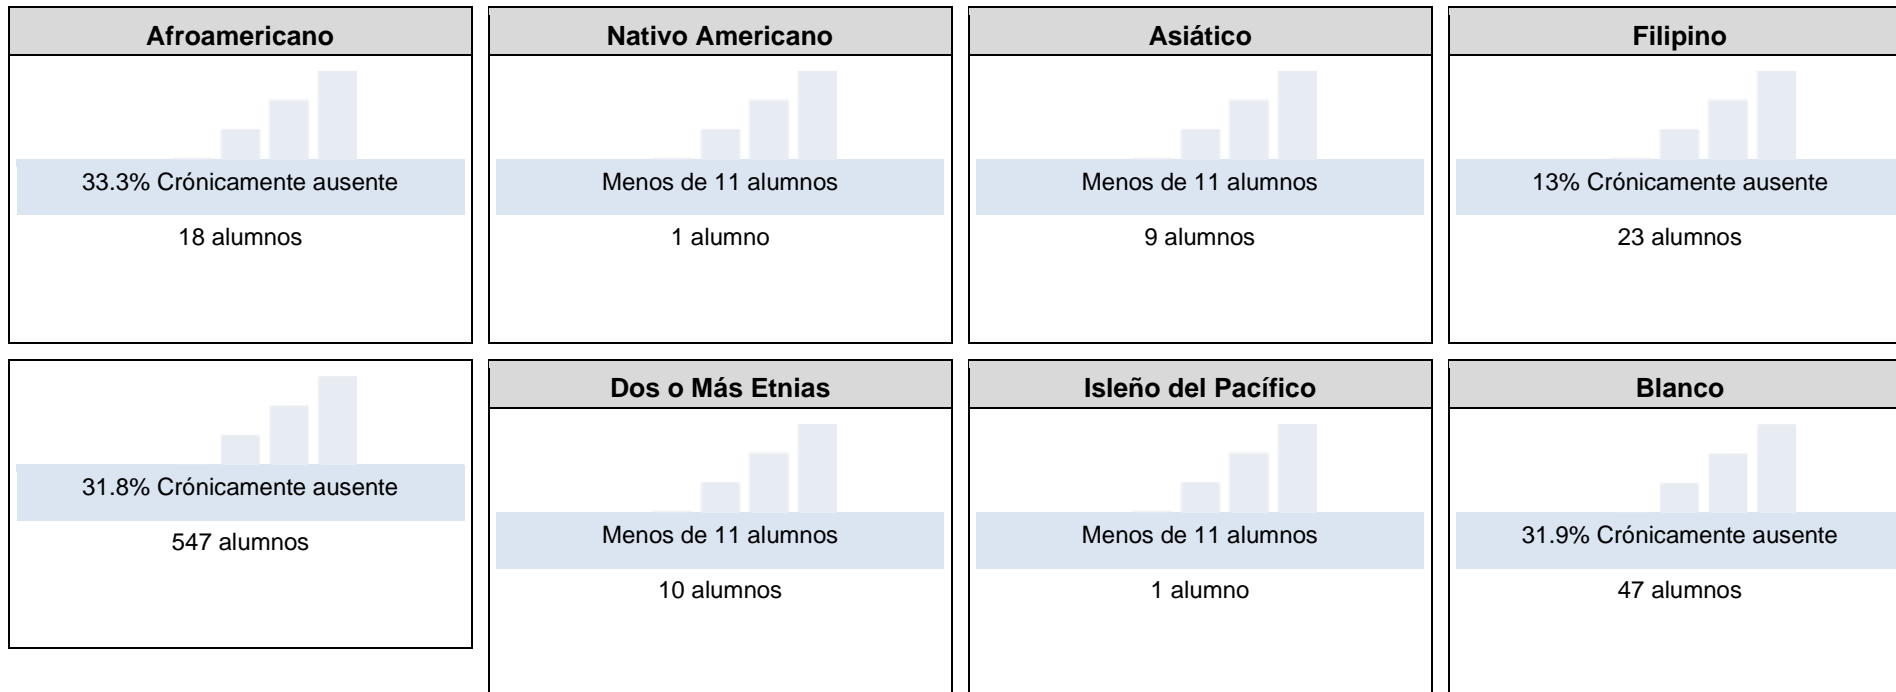 Afroamericano
33.3% Crónicamente ausente
18 alumnos
Nativo Americano
Menos de 11 alumnos
1 alumno
Asiático
Menos de 11 alumnos
9 alumnos
Filipino
13% Crónicamente ausente
23 alumnos
31.8% Crónicamente ausente
547 alumnos
Dos o Más Etnias
Menos de 11 alumnos
10 alumnos
Isleño del Pacífico
Menos de 11 alumnos
1 alumno
Blanco
31.9% Crónicamente ausente
47 alumnos